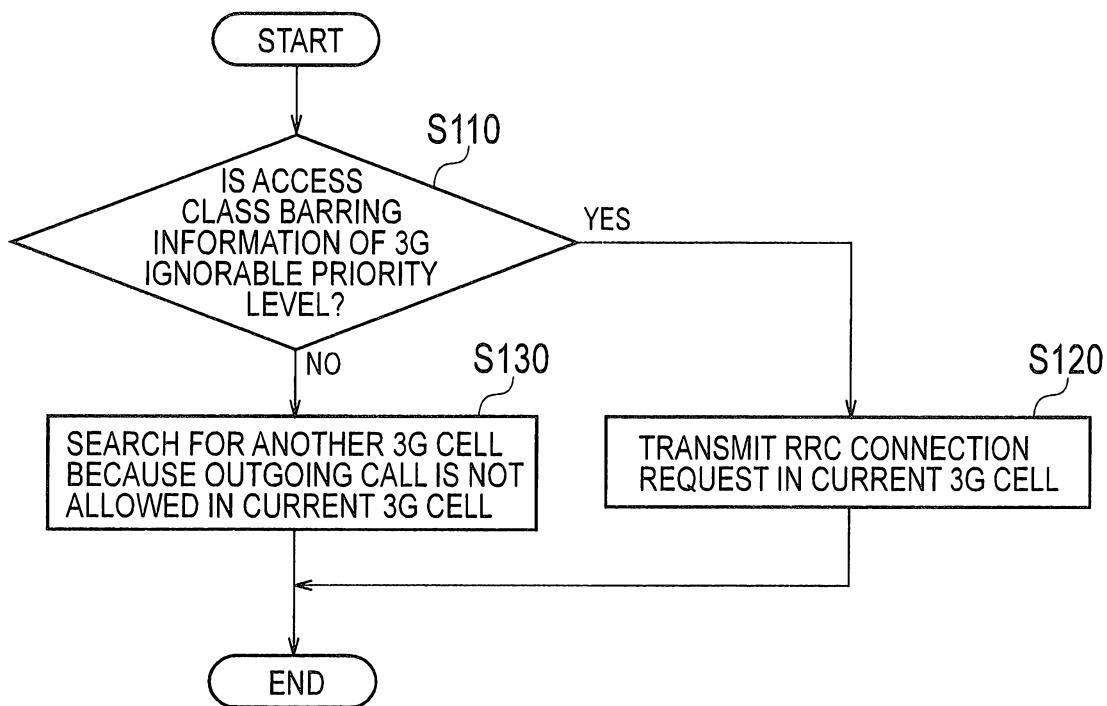 START
S110
IS ACCESS
CLASS BARRING
INFORMATION OF 3G
IGNORABLE PRIORITY
LEVEL?
YES
NO
S130
SEARCH FOR ANOTHER 3G CELL
BECAUSE OUTGOING CALL IS NOT
ALLOWED IN CURRENT 3G CELL
S120
TRANSMIT RRC CONNECTION
REQUEST IN CURRENT 3G CELL
END